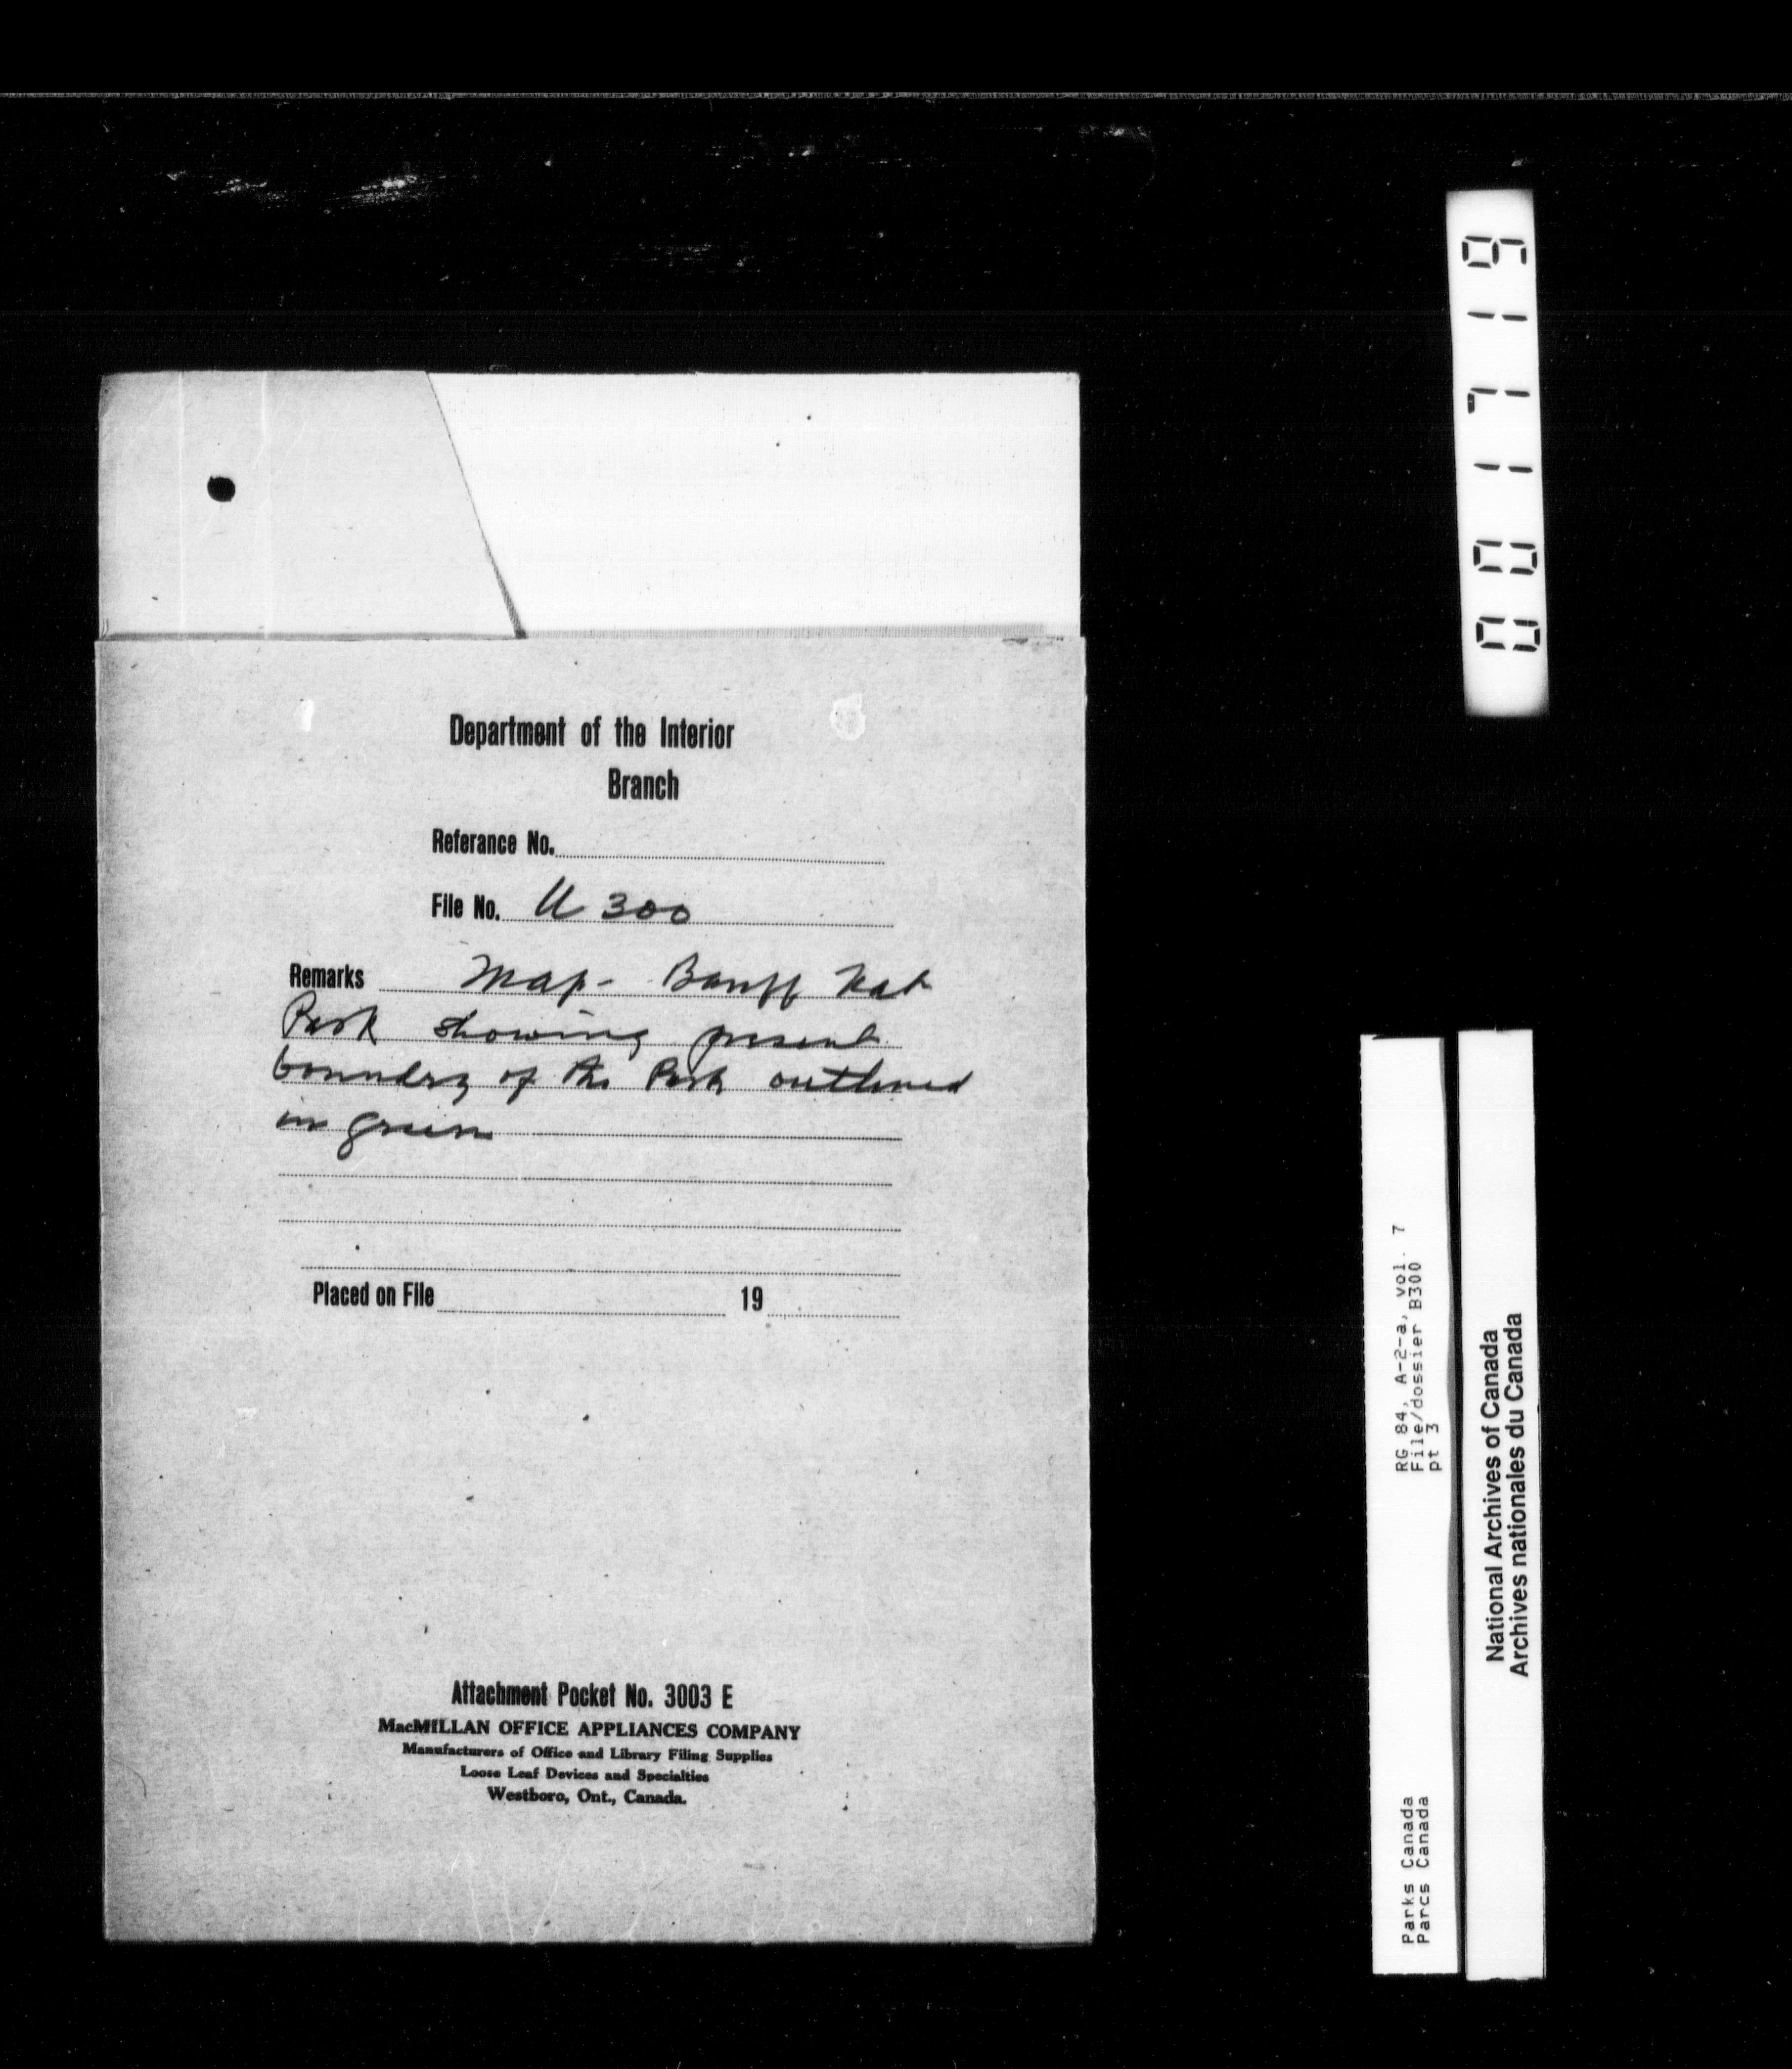 Department of the Interior
Branch
Referance No.
File No. U 300
Remarks Map - Banff Nat
Park showing present
boundry of the Park outlined
in green
Placed on File 19
Attachment Pocket No. 3003 E
MacMILLAN OFFICE APPLIANCES COMPANY
Manufacturers of Office and Library Filing Supplies
Loose Leaf Devices and Specialties
Westboro, Ont., Canada.
001719
RG 84, A-2-a, vol. 7
File/dossier B300
pt 3
Parks Canada
Parcs Canada
National Archives of Canada
Archives nationales du Canada